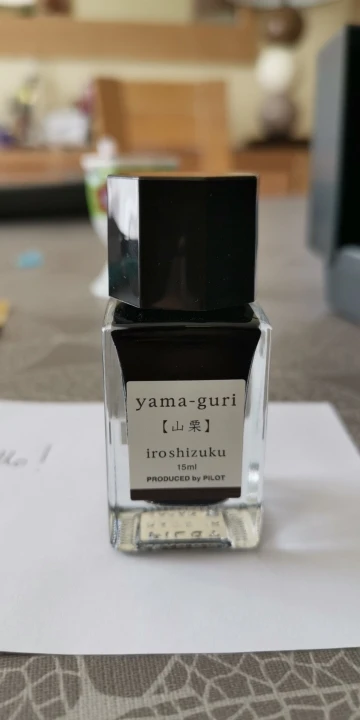 yama-guri
【山栗】
iroshizuku
15ml
PRODUCED by PILOT